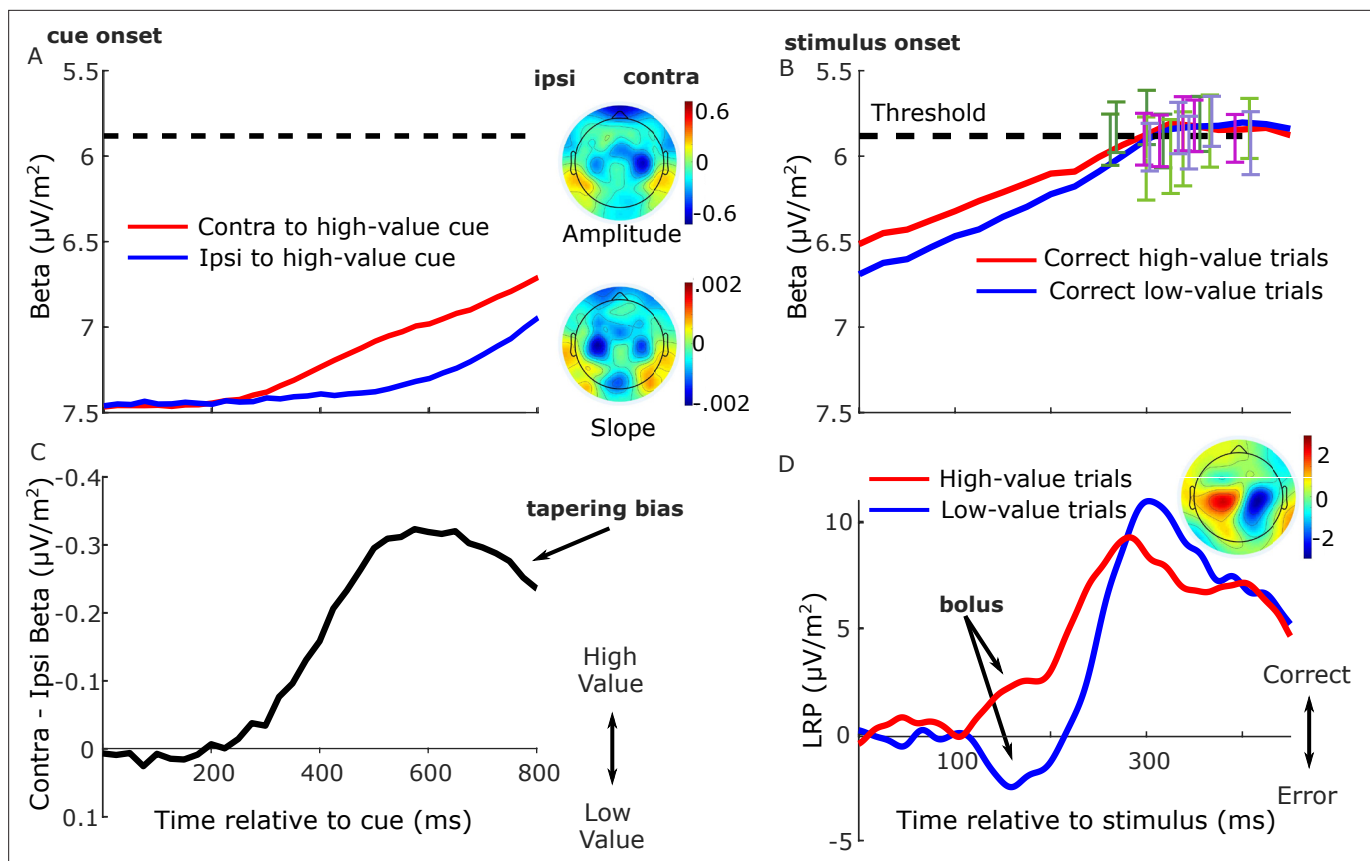 cue onset
A
5.5
6
6.5
7
7.5
Beta (µV/m²)
ipsi
contra
Contra to high-value cue
Ipsi to high-value cue
0.6
0
-0.6
Amplitude
.002
0
-.002
Slope
stimulus onset
B
5.5
6
6.5
7
7.5
Beta (µV/m²)
Threshold
Correct high-value trials
Correct low-value trials
C
-0.4
-0.3
-0.2
-0.1
0
0.1
Contra - Ipsi Beta (µV/m²)
tapering bias
High
Value
Low
Value
200
400
600
800
Time relative to cue (ms)
D
High-value trials
Low-value trials
2
0
-2
10
5
0
-5
LRP (µV/m²)
bolus
Correct
Error
100
300
Time relative to stimulus (ms)